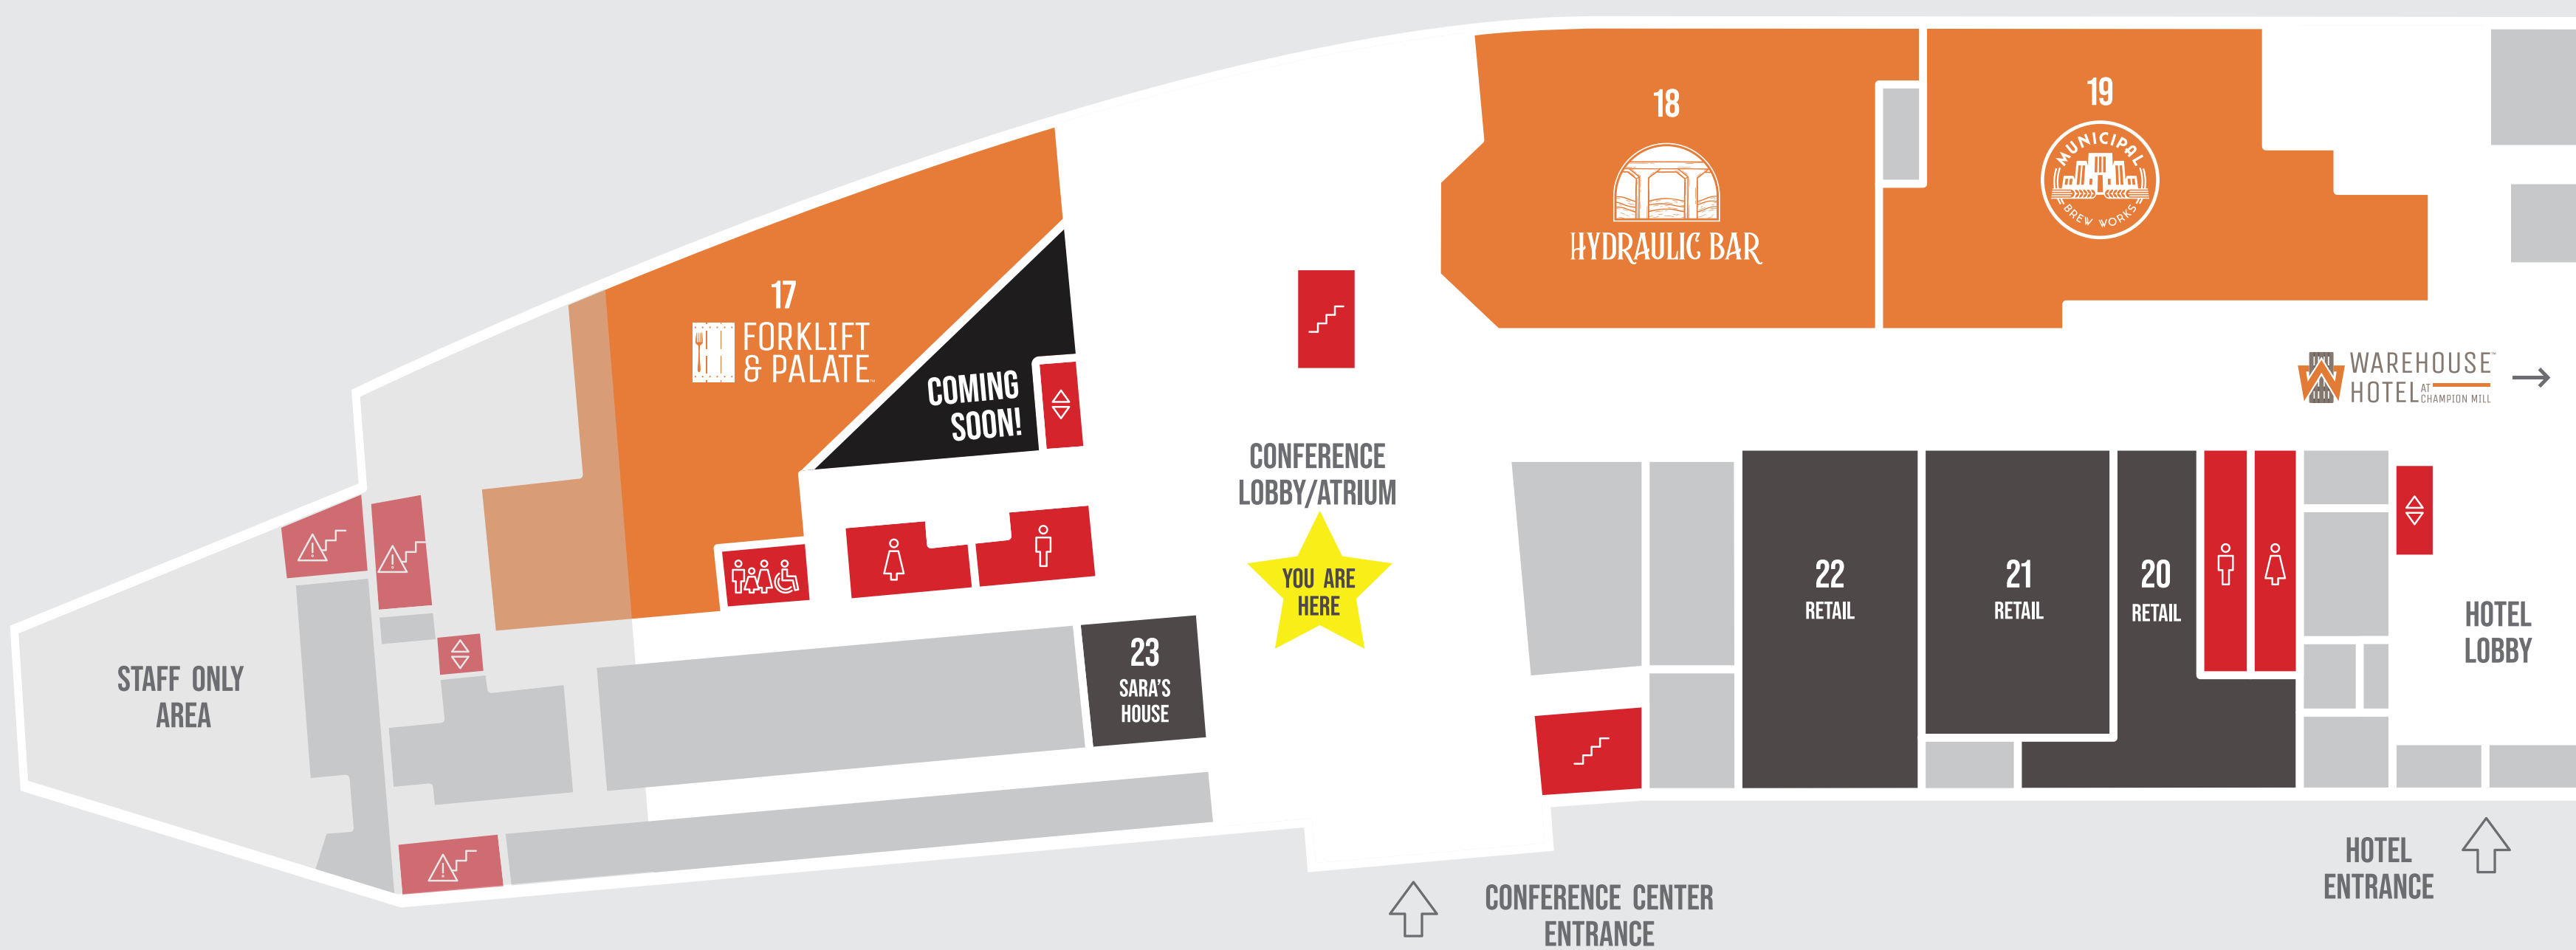 18
HYDRAULIC BAR
19
MUNICIPAL
BREW WORKS
17
FORKLIFT
& PALATE™
COMING
SOON!
WAREHOUSE™
HOTEL AT
CHAMPION MILL
CONFERENCE
LOBBY/ATRIUM
YOU ARE
HERE
22
RETAIL
21
RETAIL
20
RETAIL
HOTEL
LOBBY
23
SARA'S
HOUSE
STAFF ONLY
AREA
HOTEL
ENTRANCE
CONFERENCE CENTER
ENTRANCE